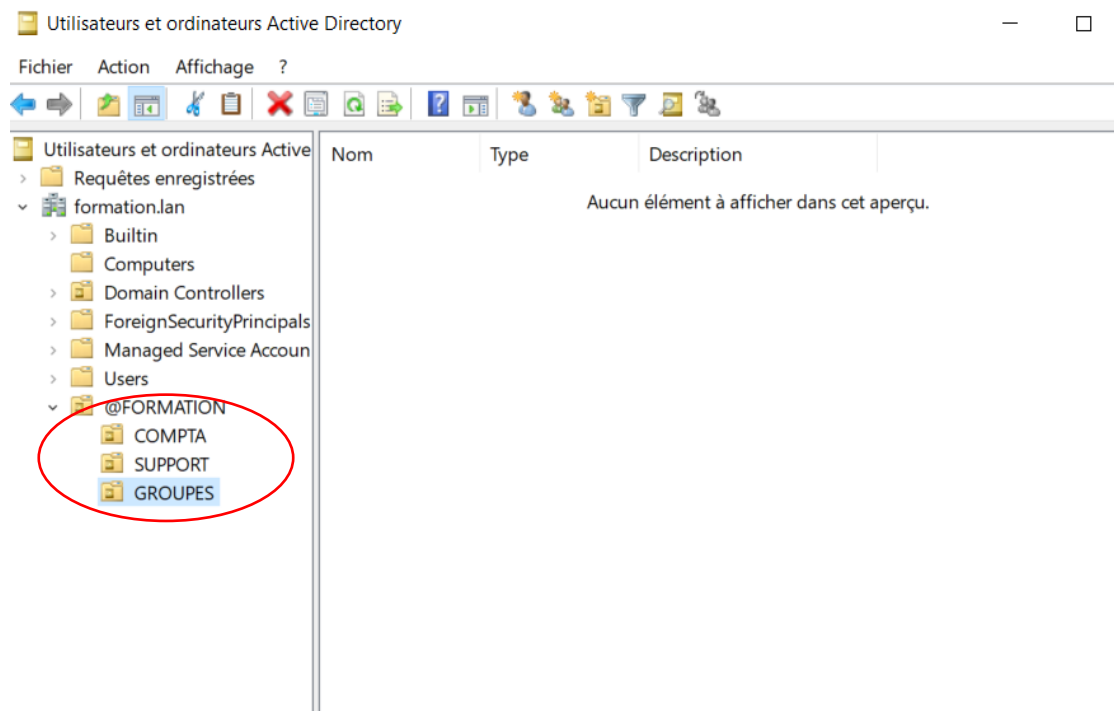 Utilisateurs et ordinateurs Active Directory
Fichier Action Affichage ?
Utilisateurs et ordinateurs Active
Nom Type Description
Requêtes enregistrées
Aucun élément à afficher dans cet aperçu.
formation.lan
Builtin
Computers
Domain Controllers
ForeignSecurityPrincipals
Managed Service Accoun
Users
@FORMATION
COMPTA
SUPPORT
GROUPES